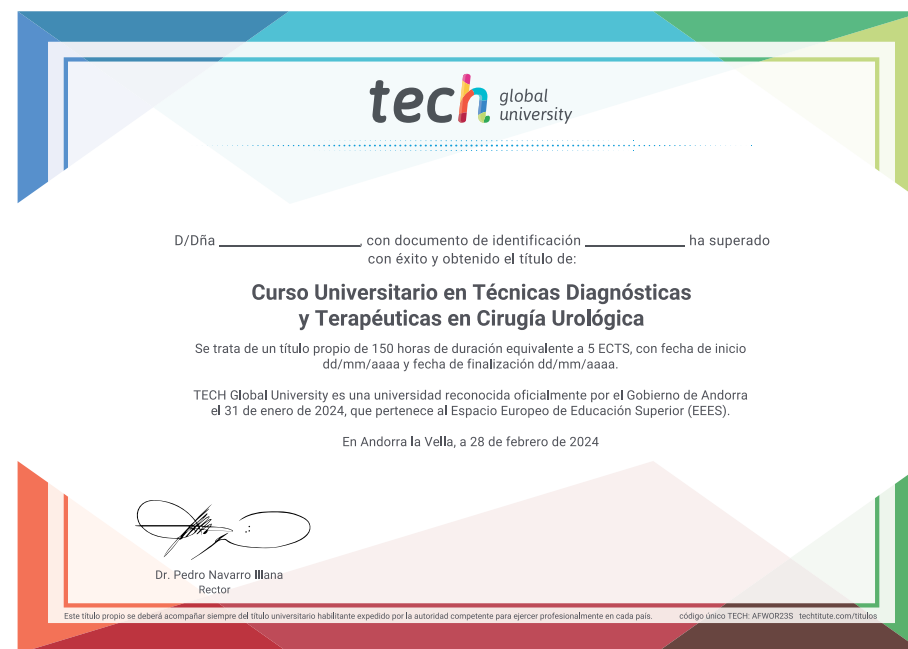 tech global university
D/Dña ____________________, con documento de identificación ______________ ha superado
con éxito y obtenido el título de:
Curso Universitario en Técnicas Diagnósticas
y Terapéuticas en Cirugía Urológica
Se trata de un título propio de 150 horas de duración equivalente a 5 ECTS, con fecha de inicio
dd/mm/aaaa y fecha de finalización dd/mm/aaaa.
TECH Global University es una universidad reconocida oficialmente por el Gobierno de Andorra
el 31 de enero de 2024, que pertenece al Espacio Europeo de Educación Superior (EEES).
En Andorra la Vella, a 28 de febrero de 2024
Dr. Pedro Navarro Illana
Rector
Este título propio se deberá acompañar siempre del título universitario habilitante expedido por la autoridad competente para ejercer profesionalmente en cada país. código único TECH: AFWOR23S techtitute.com/titulos